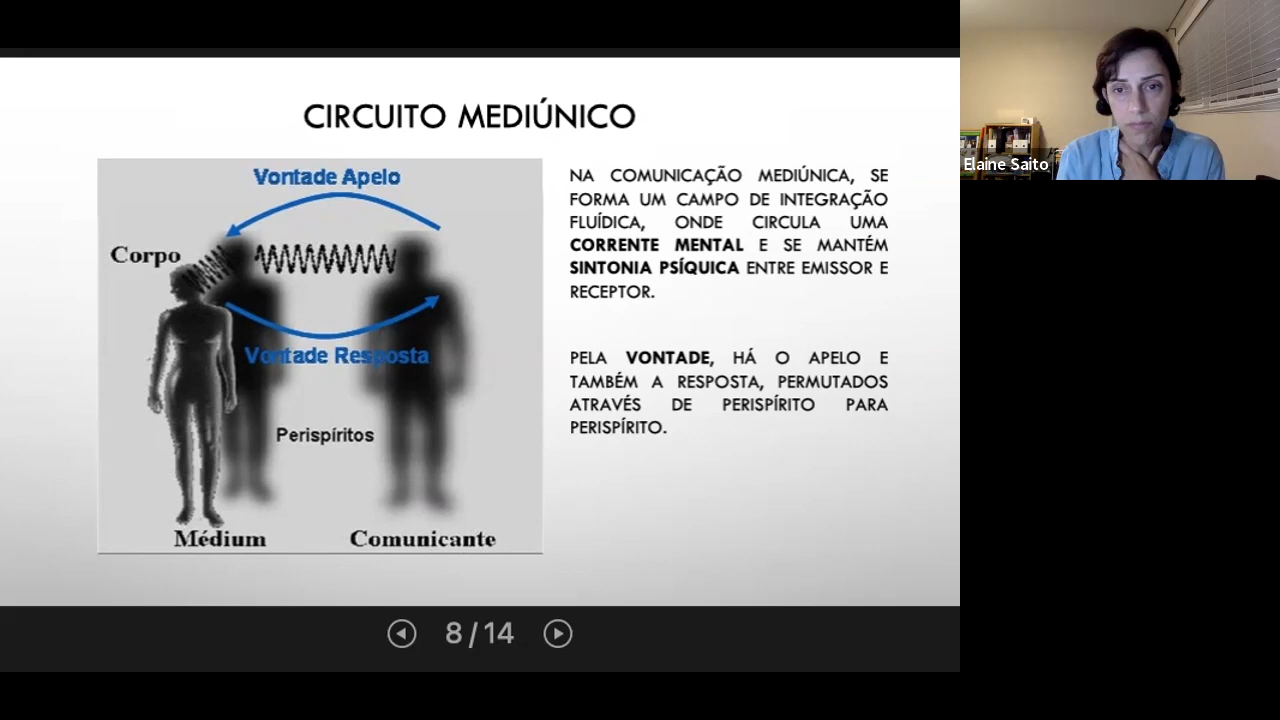 CIRCUITO MEDIÚNICO
Vontade Apelo
Corpo
Vontade Resposta
Perispíritos
Médium
Comunicante
NA COMUNICAÇÃO MEDIÚNICA, SE
FORMA UM CAMPO DE INTEGRAÇÃO
FLUÍDICA, ONDE CIRCULA UMA
CORRENTE MENTAL E SE MANTÉM
SINTONIA PSÍQUICA ENTRE EMISSOR E
RECEPTOR.
PELA VONTADE, HÁ O APELO E
TAMBÉM A RESPOSTA, PERMUTADOS
ATRAVÉS DE PERISPÍRITO PARA
PERISPÍRITO.
8/14
Elaine Saito